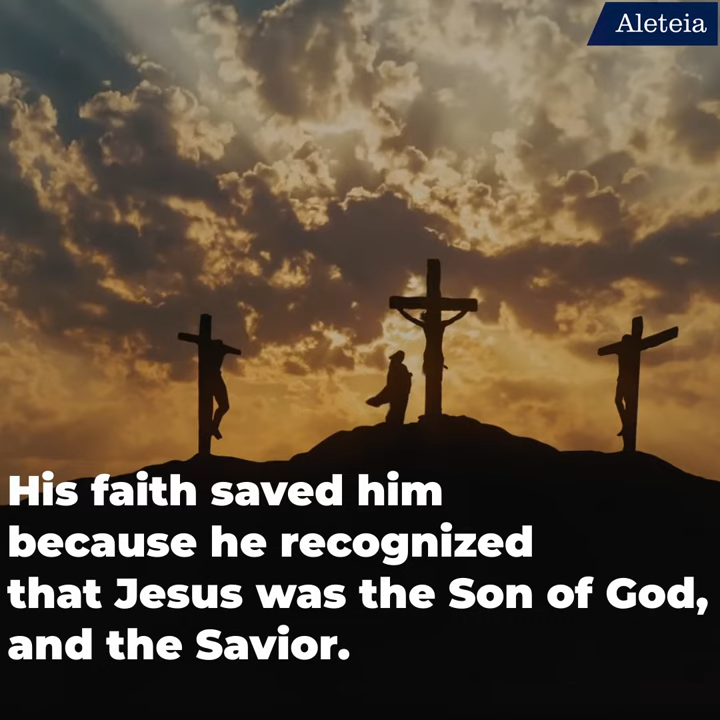 Aleteia
His faith saved him
because he recognized
that Jesus was the Son of God,
and the Savior.